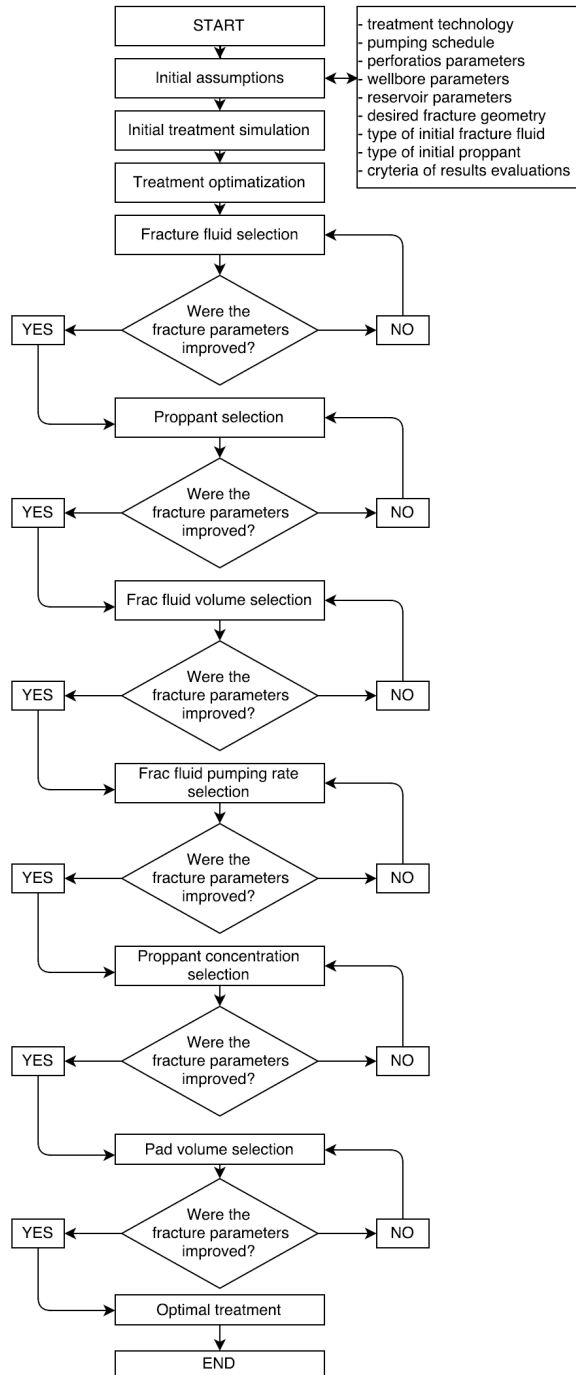 START
Initial assumptions
- treatment technology
- pumping schedule
- perforatios parameters
- wellbore parameters
- reservoir parameters
- desired fracture geometry
- type of initial fracture fluid
- type of initial proppant
- cryteria of results evaluations
Initial treatment simulation
Treatment optimatization
Fracture fluid selection
Were the
fracture parameters
improved?
YES
NO
Proppant selection
Were the
fracture parameters
improved?
YES
NO
Frac fluid volume selection
Were the
fracture parameters
improved?
YES
NO
Frac fluid pumping rate
selection
Were the
fracture parameters
improved?
YES
NO
Proppant concentration
selection
Were the
fracture parameters
improved?
YES
NO
Pad volume selection
Were the
fracture parameters
improved?
YES
NO
Optimal treatment
END